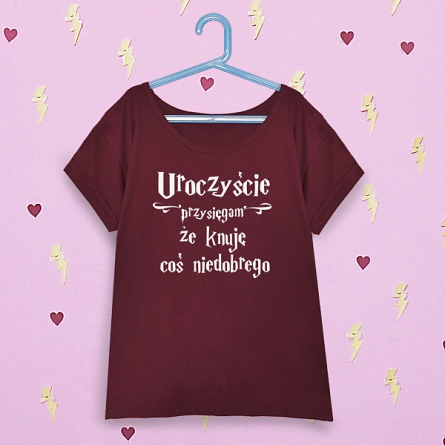 Uroczyście
przysięgam
że knuję
coś niedobrego